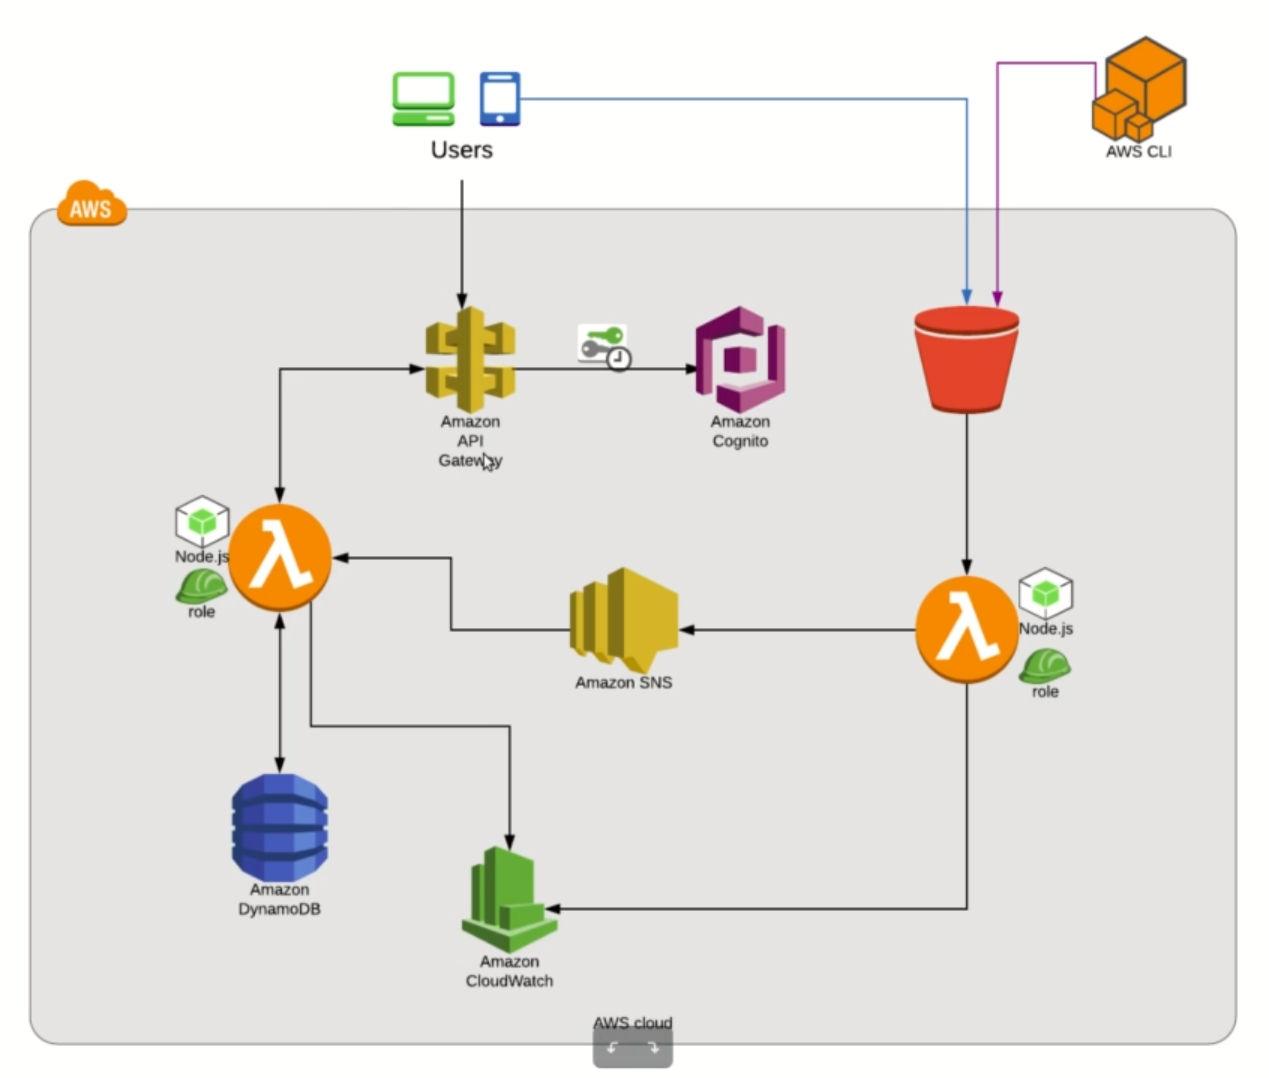 AWS CLI
Users
AWS
Amazon
API
Gateway
Amazon
Cognito
Node.js
role
Node.js
role
Amazon SNS
Amazon
DynamoDB
Amazon
CloudWatch
AWS cloud